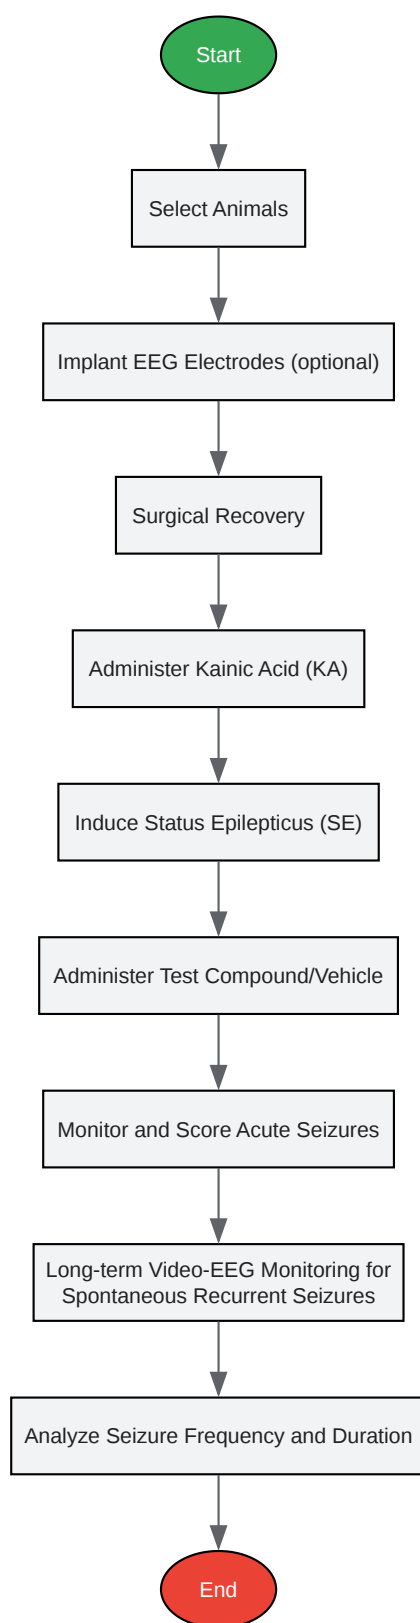 Start
Select Animals
Implant EEG Electrodes (optional)
Surgical Recovery
Administer Kainic Acid (KA)
Induce Status Epilepticus (SE)
Administer Test Compound/Vehicle
Monitor and Score Acute Seizures
Long-term Video-EEG Monitoring for
Spontaneous Recurrent Seizures
Analyze Seizure Frequency and Duration
End